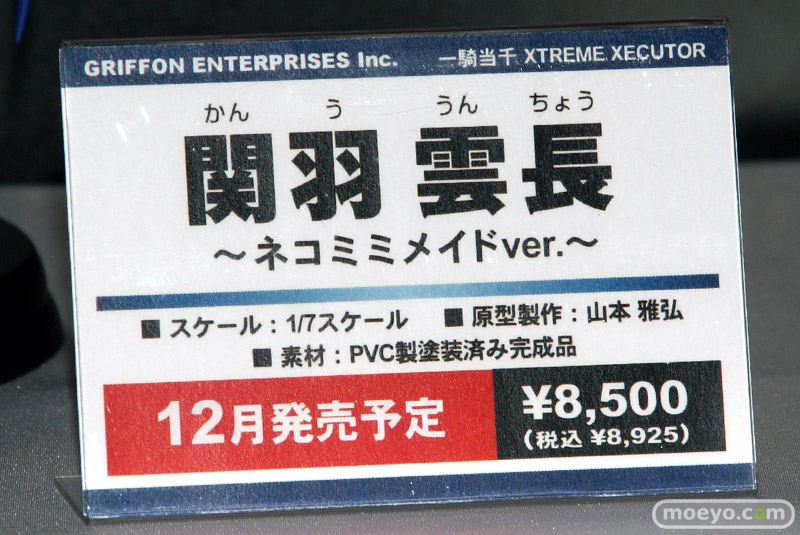 GRIFFON ENTERPRISES Inc. 一騎当千 XTREME XECUTOR
かん う うん ちょう
関羽 雲長
～ネコミミメイドver.～
■ スケール：1/7スケール ■ 原型製作：山本 雅弘
■ 素材：PVC製塗装済み完成品
12月発売予定
¥8,500
(税込 ¥8,925)
moeyo.com